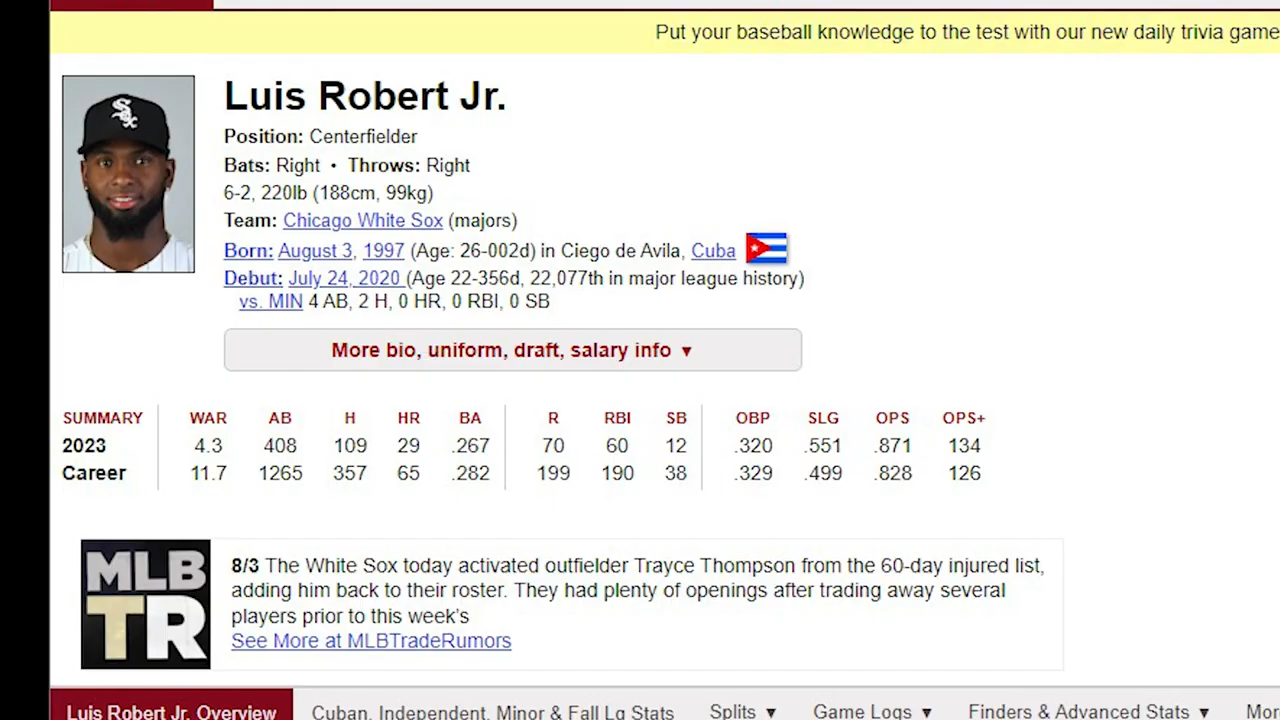 Put your baseball knowledge to the test with our new daily trivia game
Luis Robert Jr.
Position: Centerfielder
Bats: Right • Throws: Right
6-2, 220lb (188cm, 99kg)
Team: Chicago White Sox (majors)
Born: August 3, 1997 (Age: 26-002d) in Ciego de Avila, Cuba
Debut: July 24, 2020 (Age 22-356d, 22,077th in major league history)
vs. MIN 4 AB, 2 H, 0 HR, 0 RBI, 0 SB
More bio, uniform, draft, salary info ▼
SUMMARY WAR AB H HR BA R RBI SB OBP SLG OPS OPS+
2023 4.3 408 109 29 .267 70 60 12 .320 .551 .871 134
Career 11.7 1265 357 65 .282 199 190 38 .329 .499 .828 126
MLB
TR
8/3 The White Sox today activated outfielder Trayce Thompson from the 60-day injured list,
adding him back to their roster. They had plenty of openings after trading away several
players prior to this week's
See More at MLBTradeRumors
Luis Robert Jr. Overview Cuban, Independent, Minor & Fall Lg Stats Splits ▼ Game Logs ▼ Finders & Advanced Stats ▼ Mor